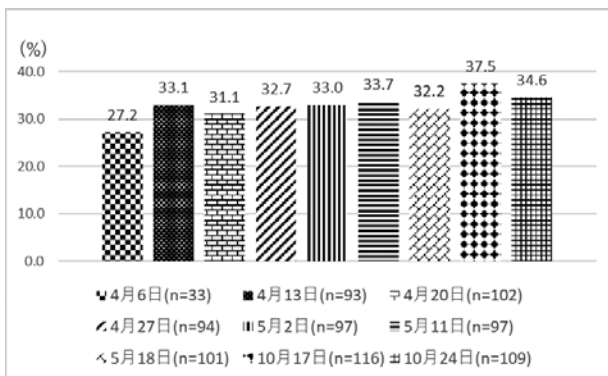 (%)
37.5
40.0
33.1
32.7
33.0
33.7
34.6
31.1
32.2
27.2
30.0
20.0
10.0
0.0
4月6日(n=33)
4月13日(n=93)
4月20日(n=102)
4月27日(n=94)
5月2日(n=97)
5月11日(n=97)
5月18日(n=101)
10月17日(n=116)
10月24日(n=109)